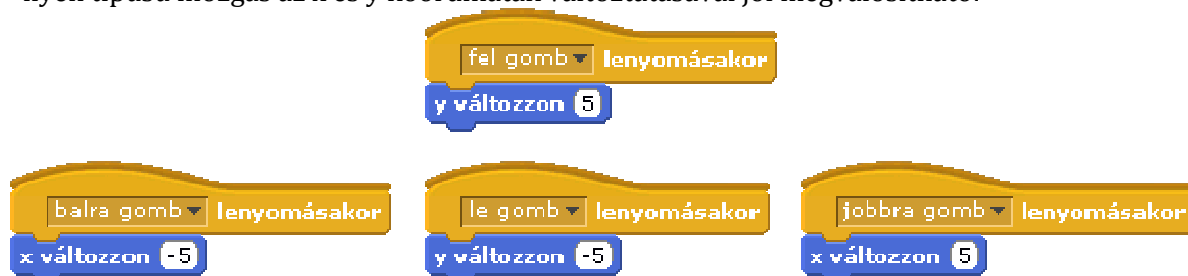 fel gomb lenyomásakor
y változzon 5
balra gomb lenyomásakor
x változzon -5
le gomb lenyomásakor
y változzon -5
jobbra gomb lenyomásakor
x változzon 5